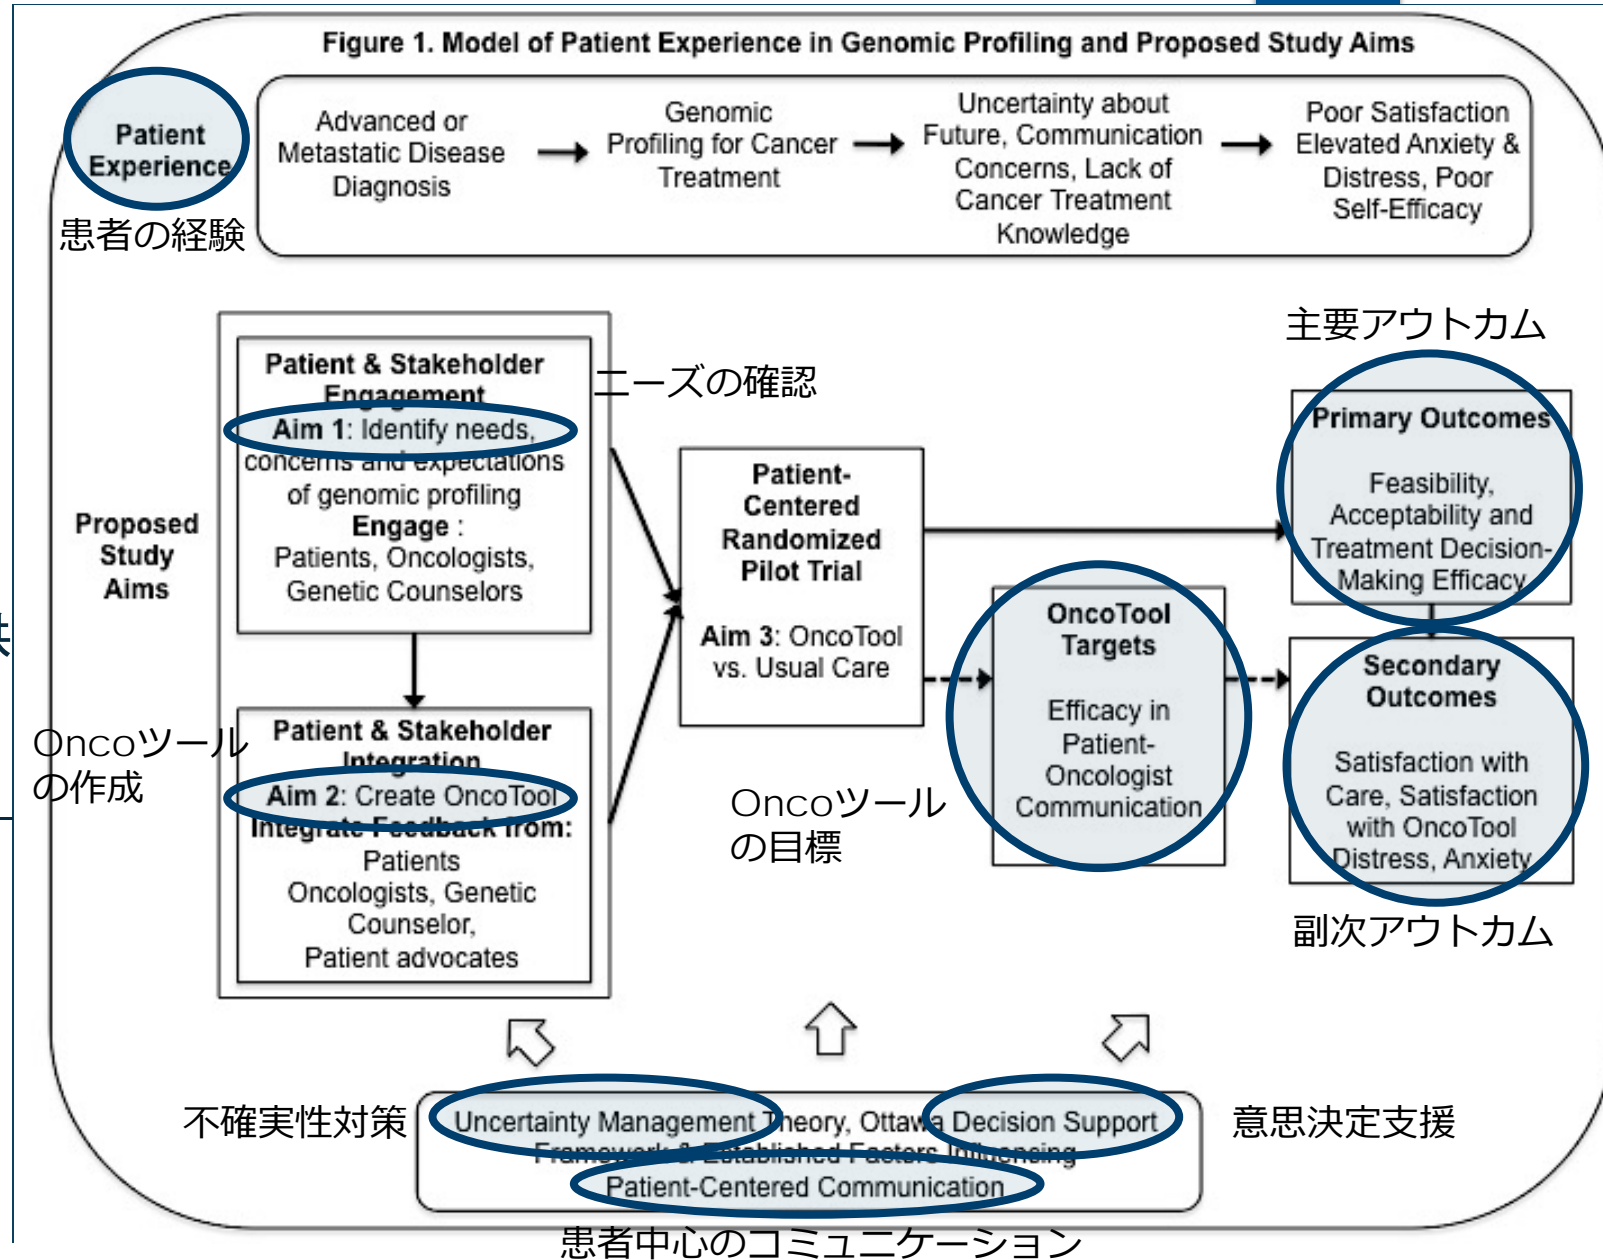 Figure 1. Model of Patient Experience in Genomic Profiling and Proposed Study Aims
Patient
Experience
患者の経験
Advanced or
Metastatic Disease
Diagnosis
Genomic
Profiling for Cancer
Treatment
Uncertainty about
Future, Communication
Concerns, Lack of
Cancer Treatment
Knowledge
Poor Satisfaction
Elevated Anxiety &
Distress, Poor
Self-Efficacy
Proposed
Study
Aims
Patient & Stakeholder
Engagement
Aim 1: Identify needs,
concerns and expectations
of genomic profiling
Engage :
Patients, Oncologists,
Genetic Counselors
ニーズの確認
Oncoツール
の作成
Patient & Stakeholder
Integration
Aim 2: Create OncoTool
Integrate Feedback from:
Patients
Oncologists, Genetic
Counselor,
Patient advocates
Patient-
Centered
Randomized
Pilot Trial
Aim 3: OncoTool
vs. Usual Care
OncoTool
Targets
Efficacy in
Patient-
Oncologist
Communication
Oncoツール
の目標
主要アウトカム
Primary Outcomes
Feasibility,
Acceptability and
Treatment Decision-
Making Efficacy
Secondary
Outcomes
Satisfaction with
Care, Satisfaction
with OncoTool
Distress, Anxiety
副次アウトカム
不確実性対策
Uncertainty Management Theory, Ottawa Decision Support
Framework & Established Factors Influencing
Patient-Centered Communication
意思決定支援
患者中心のコミュニケーション